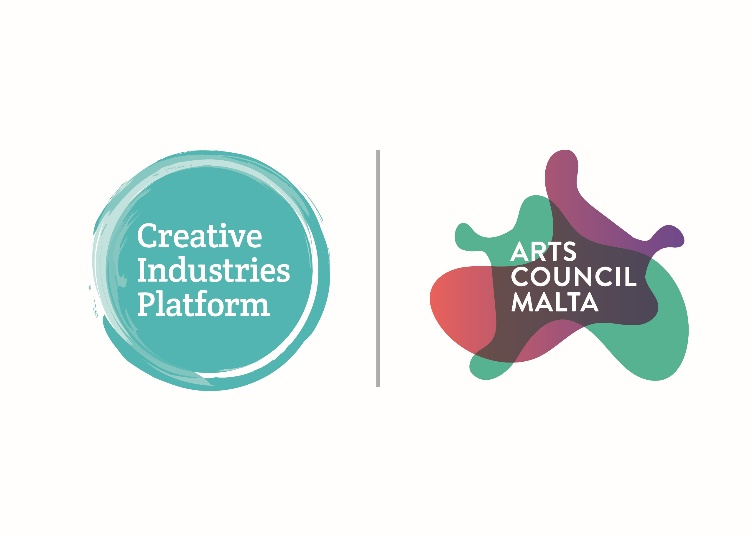 Creative
Industries
Platform
ARTS
COUNCIL
MALTA